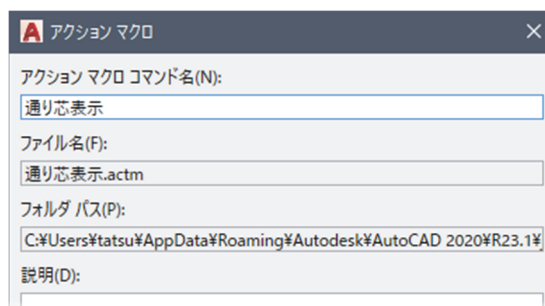 アクション マクロ
アクション マクロ コマンド名(N):
通り芯表示
ファイル名(F):
通り芯表示.actm
フォルダ パス(P):
C:¥Users¥tatsu¥AppData¥Roaming¥Autodesk¥AutoCAD 2020¥R23.1¥
説明(D):